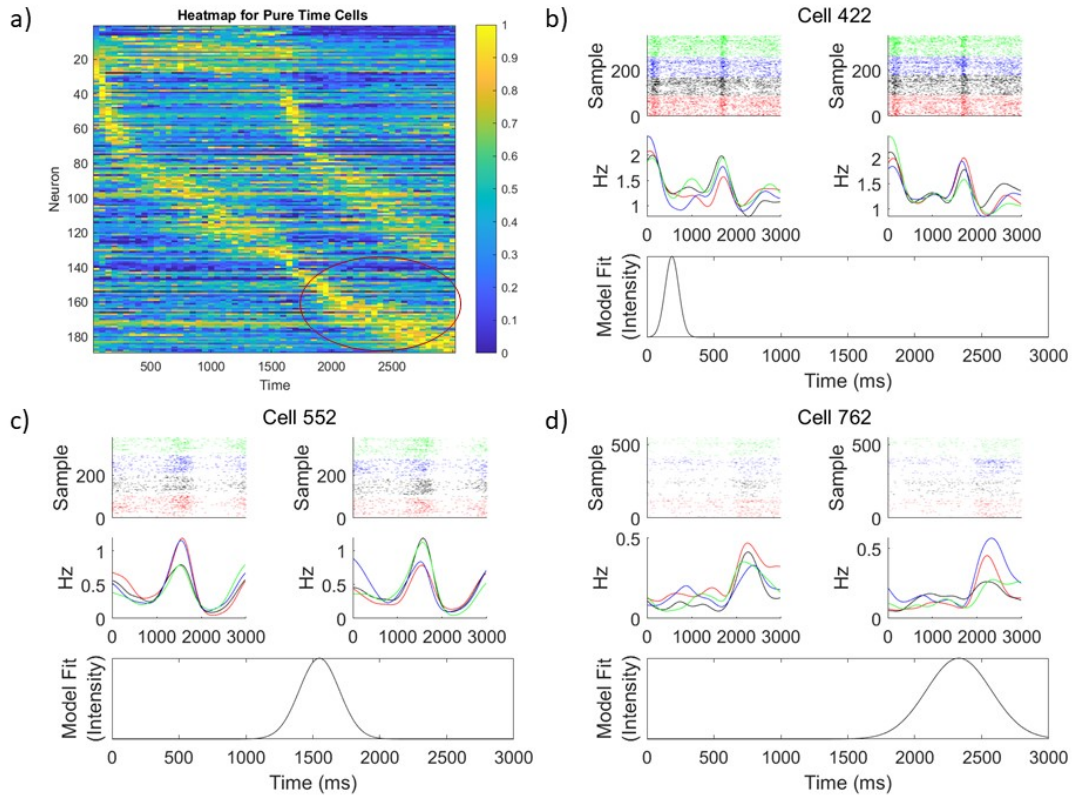 a)
Heatmap for Pure Time Cells
Neuron
20
40
60
80
100
120
140
160
180
500 1000 1500 2000 2500
Time
1
0.9
0.8
0.7
0.6
0.5
0.4
0.3
0.2
0.1
0
b)
Cell 422
Sample
200
0
Sample
200
0
Hz
2
1.5
1
0 1000 2000 3000
Hz
2
1.5
1
0 1000 2000 3000
Model Fit
(Intensity)
0 500 1000 1500 2000 2500 3000
Time (ms)
c)
Cell 552
Sample
200
0
Sample
200
0
Hz
1
0.5
0
0 1000 2000 3000
Hz
1
0.5
0
0 1000 2000 3000
Model Fit
(Intensity)
0 500 1000 1500 2000 2500 3000
Time (ms)
d)
Cell 762
Sample
500
0
Sample
500
0
Hz
0.5
0
0 1000 2000 3000
Hz
0.5
0
0 1000 2000 3000
Model Fit
(Intensity)
0 500 1000 1500 2000 2500 3000
Time (ms)